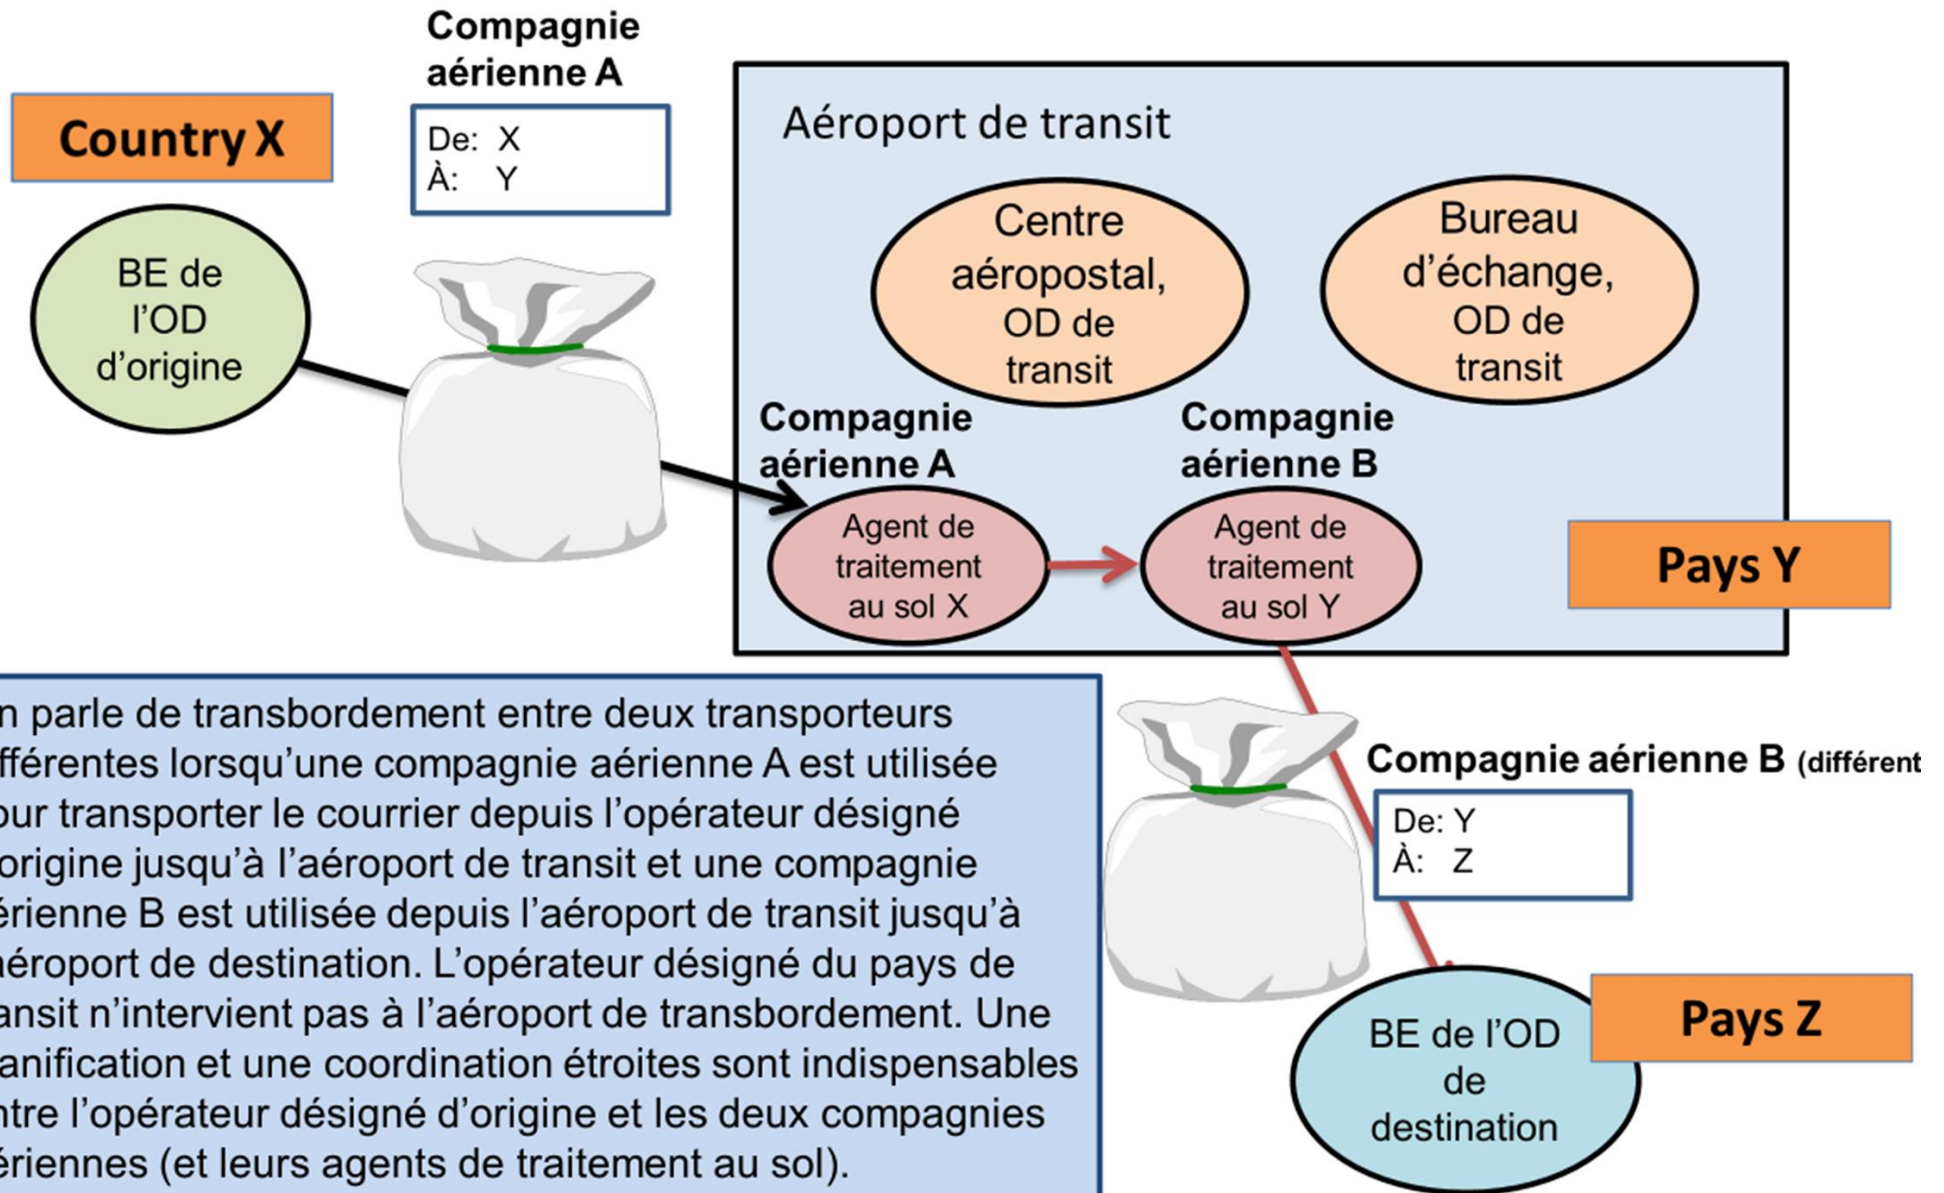 Compagnie
aérienne A
Country X
De: X
À: Y
BE de
l'OD
d'origine
Aéroport de transit
Centre
aéropostal,
OD de
transit
Bureau
d'échange,
OD de
transit
Compagnie
aérienne A
Compagnie
aérienne B
Agent de
traitement
au sol X
Agent de
traitement
au sol Y
Pays Y
n parle de transbordement entre deux transporteurs
fférentes lorsqu'une compagnie aérienne A est utilisée
our transporter le courrier depuis l'opérateur désigné
origine jusqu'à l'aéroport de transit et une compagnie
érienne B est utilisée depuis l'aéroport de transit jusqu'à
aéroport de destination. L'opérateur désigné du pays de
ansit n'intervient pas à l'aéroport de transbordement. Une
anification et une coordination étroites sont indispensables
ntre l'opérateur désigné d'origine et les deux compagnies
ériennes (et leurs agents de traitement au sol).
Compagnie aérienne B (différent
De: Y
À: Z
BE de l'OD
de
destination
Pays Z